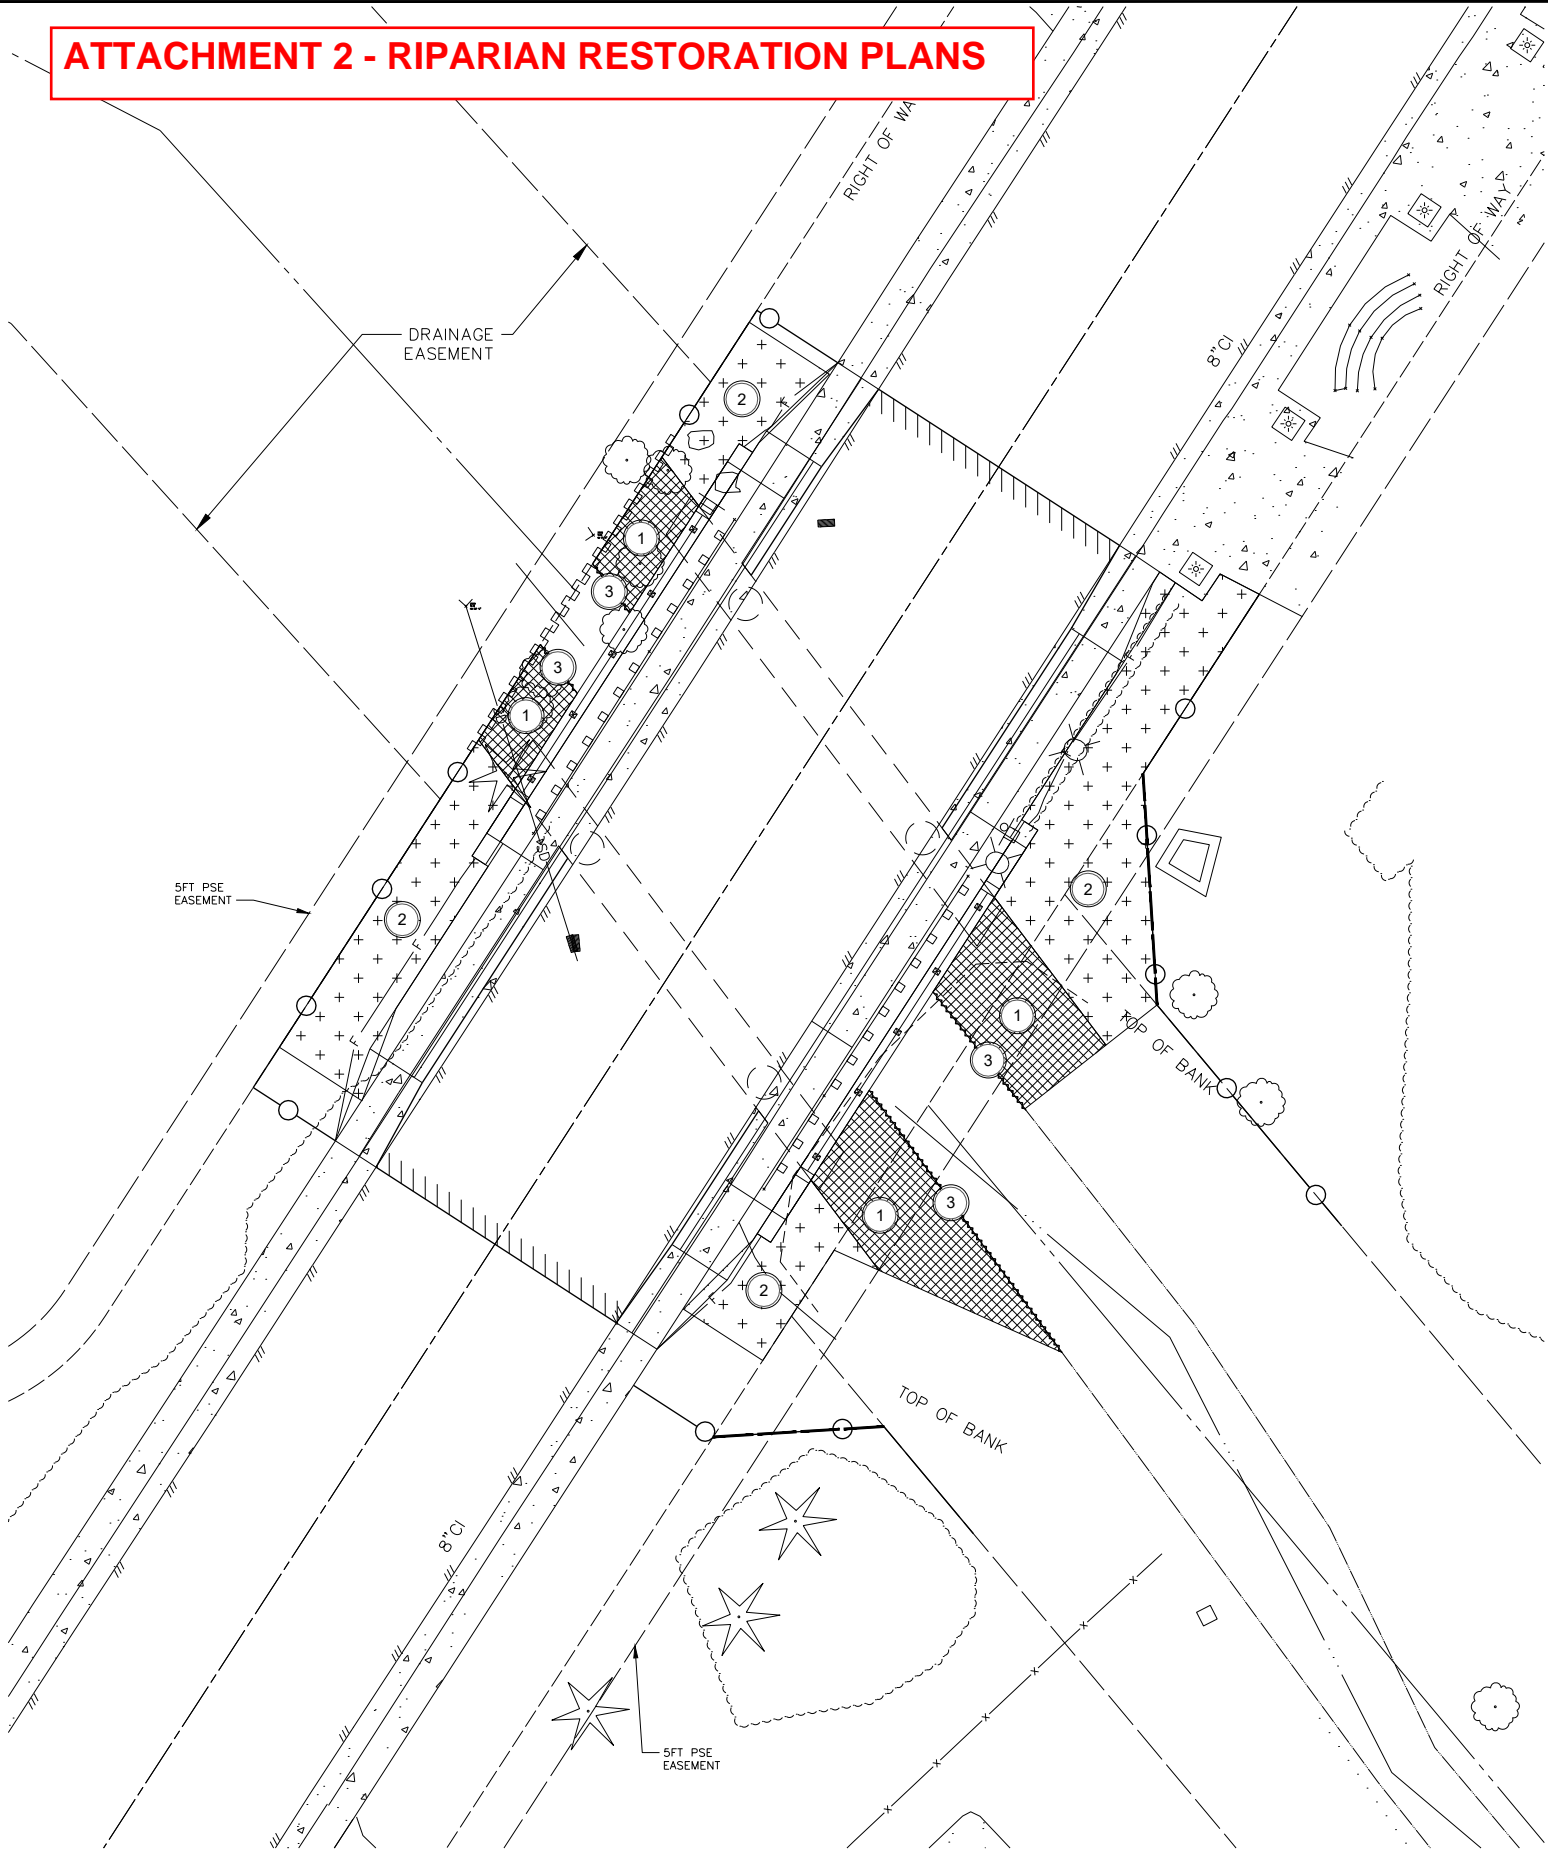 ATTACHMENT 2 - RIPARIAN RESTORATION PLANS
RIGHT OF WA
RIGHT OF WAY
DRAINAGE
EASEMENT
8"CI
2
1
3
3
1
2
5FT PSE
EASEMENT
2
1
3
TOP OF BANK
1
3
2
TOP OF BANK
8"CI
5FT PSE
EASEMENT